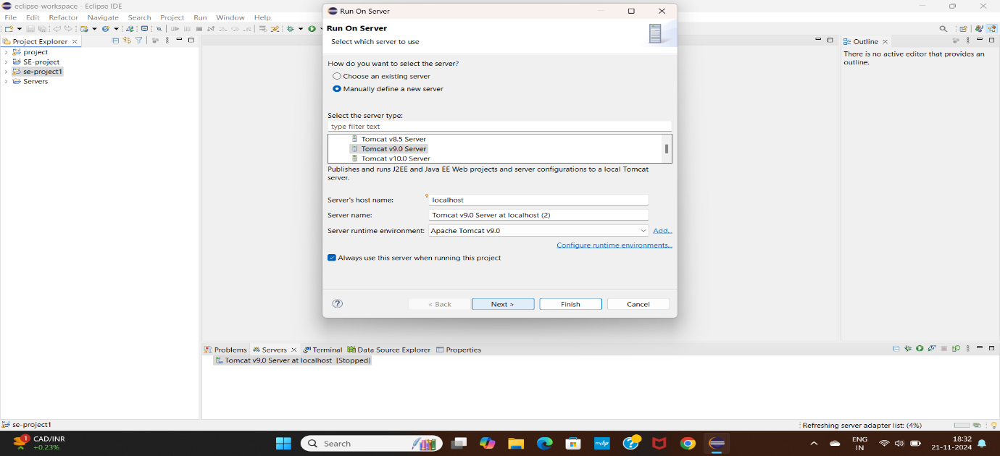 eclipse-workspace - Eclipse IDE
File Edit Refactor Navigate Search Project Run Window Help
Project Explorer
project
SE-project
se-project1
Servers
Run On Server
Run On Server
Select which server to use
How do you want to select the server?
Choose an existing server
Manually define a new server
Select the server type:
type filter text
Tomcat v8.5 Server
Tomcat v9.0 Server
Tomcat v10.0 Server
Publishes and runs J2EE and Java EE Web projects and server configurations to a local Tomcat
server.
Server's host name: localhost
Server name: Tomcat v9.0 Server at localhost (2)
Server runtime environment: Apache Tomcat v9.0 Add...
Configure runtime environments...
Always use this server when running this project
< Back Next > Finish Cancel
Outline
There is no active editor that provides an
outline.
Problems Servers Terminal Data Source Explorer Properties
Tomcat v9.0 Server at localhost [Stopped]
se-project1
Refreshing server adapter list: (4%)
1
CAD/INR
+0.23%
Search
myhp
ENG
IN
18:32
21-11-2024